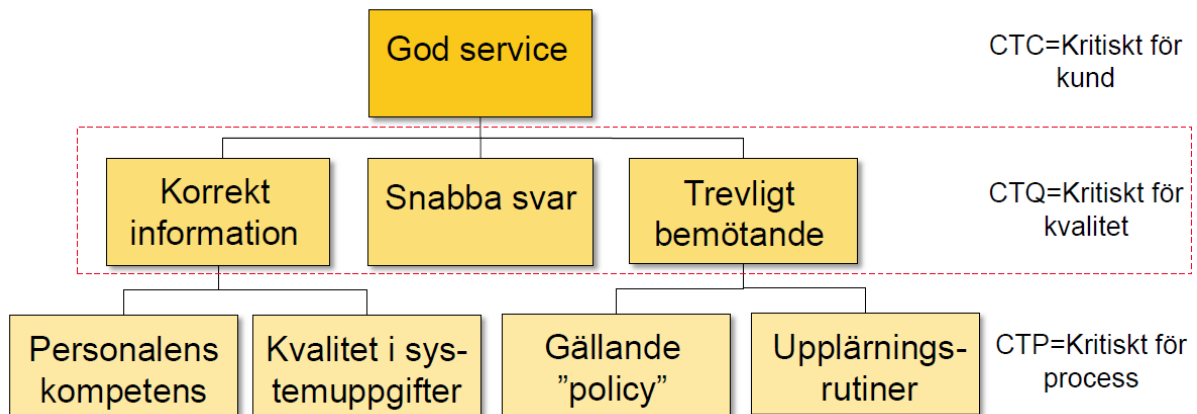 God service
CTC=Kritiskt för
kund
Korrekt
information
Snabba svar
Trevligt
bemötande
CTQ=Kritiskt för
kvalitet
Personalens
kompetens
Kvalitet i sys-
temuppgifter
Gällande
”policy”
Upplärnings-
rutiner
CTP=Kritiskt för
process